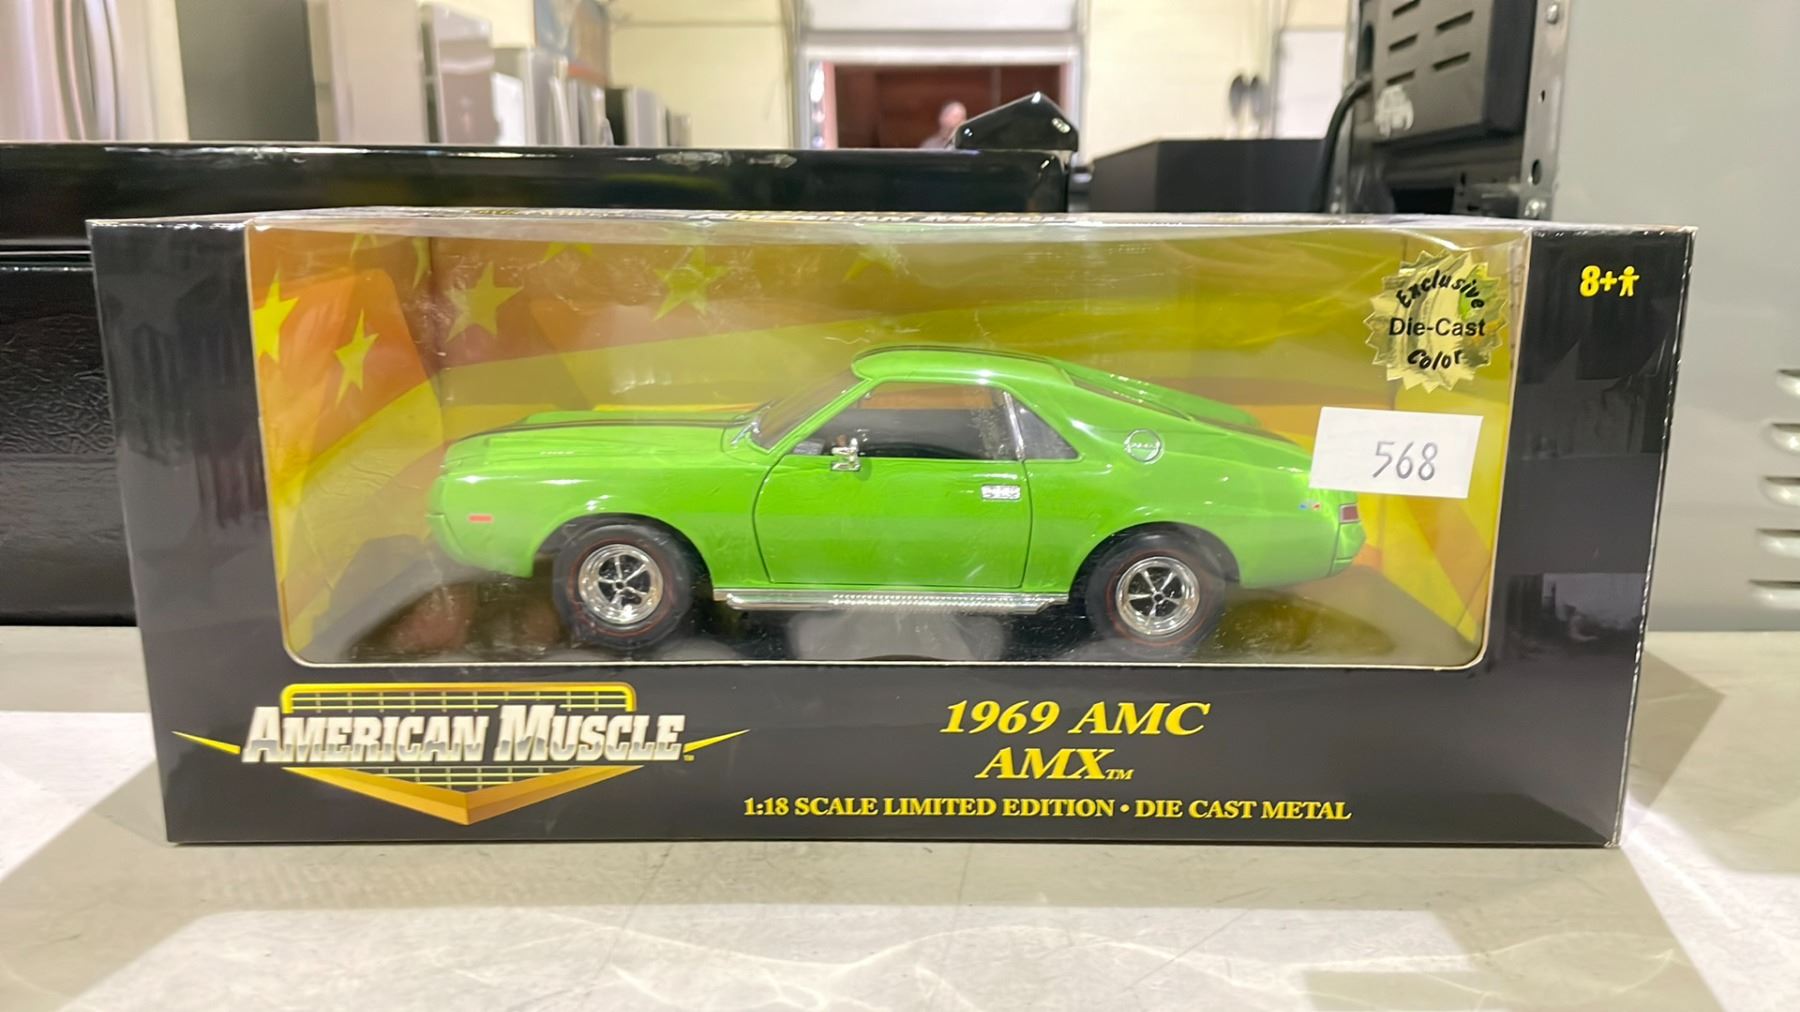 Exclusive
Die-Cast
Color
8+
568
AMERICAN MUSCLE
1969 AMC
AMX™
1:18 SCALE LIMITED EDITION • DIE CAST METAL